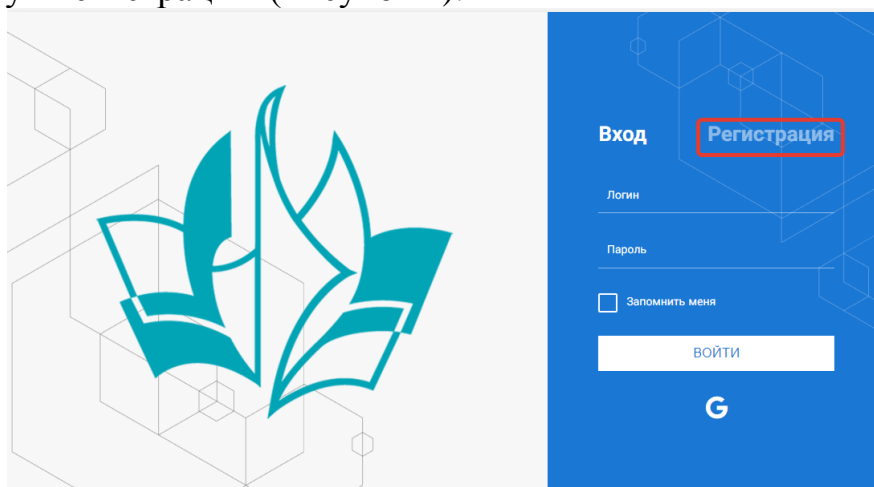 Вход Регистрация
Логин
Пароль
Запомнить меня
ВОЙТИ
G